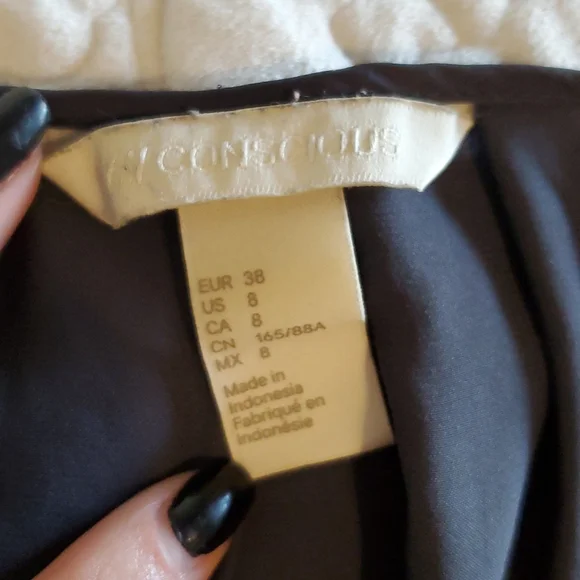 CONSCIOUS
EUR 38
US 8
CA 8
CN 165/88A
MX 8
Made in
Indonesia
Fabriqué en
Indonésie